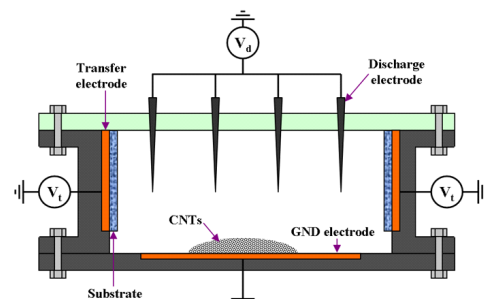 V_d
Transfer
electrode
Discharge
electrode
V_t
V_t
CNTs
GND electrode
Substrate